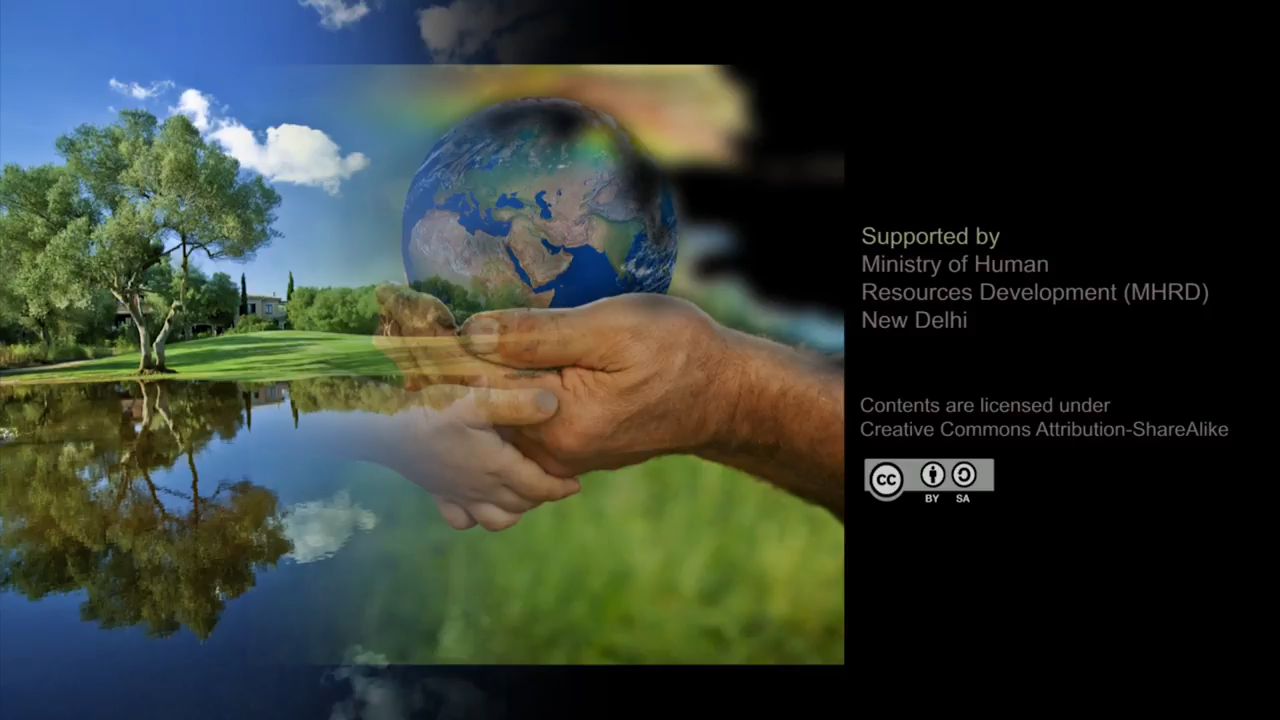 Supported by
Ministry of Human
Resources Development (MHRD)
New Delhi
Contents are licensed under
Creative Commons Attribution-ShareAlike
cc
BY SA